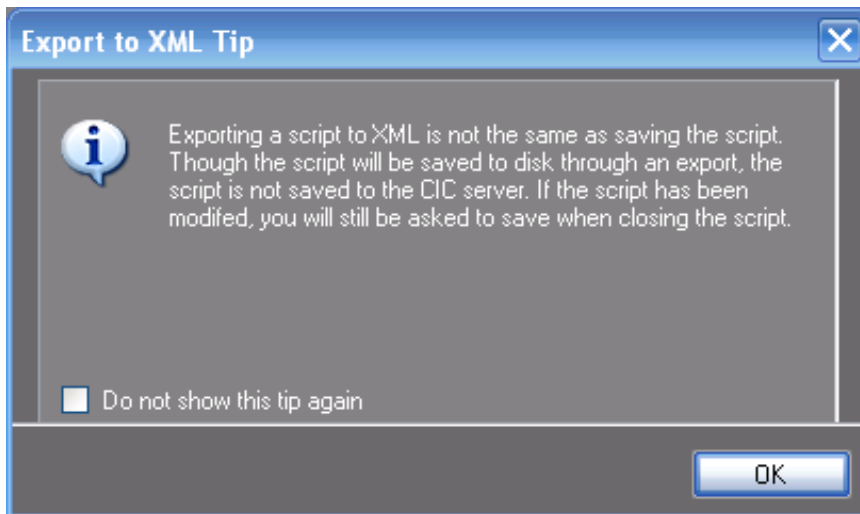 Export to XML Tip
Exporting a script to XML is not the same as saving the script.
Though the script will be saved to disk through an export, the
script is not saved to the CIC server. If the script has been
modifed, you will still be asked to save when closing the script.
Do not show this tip again
OK